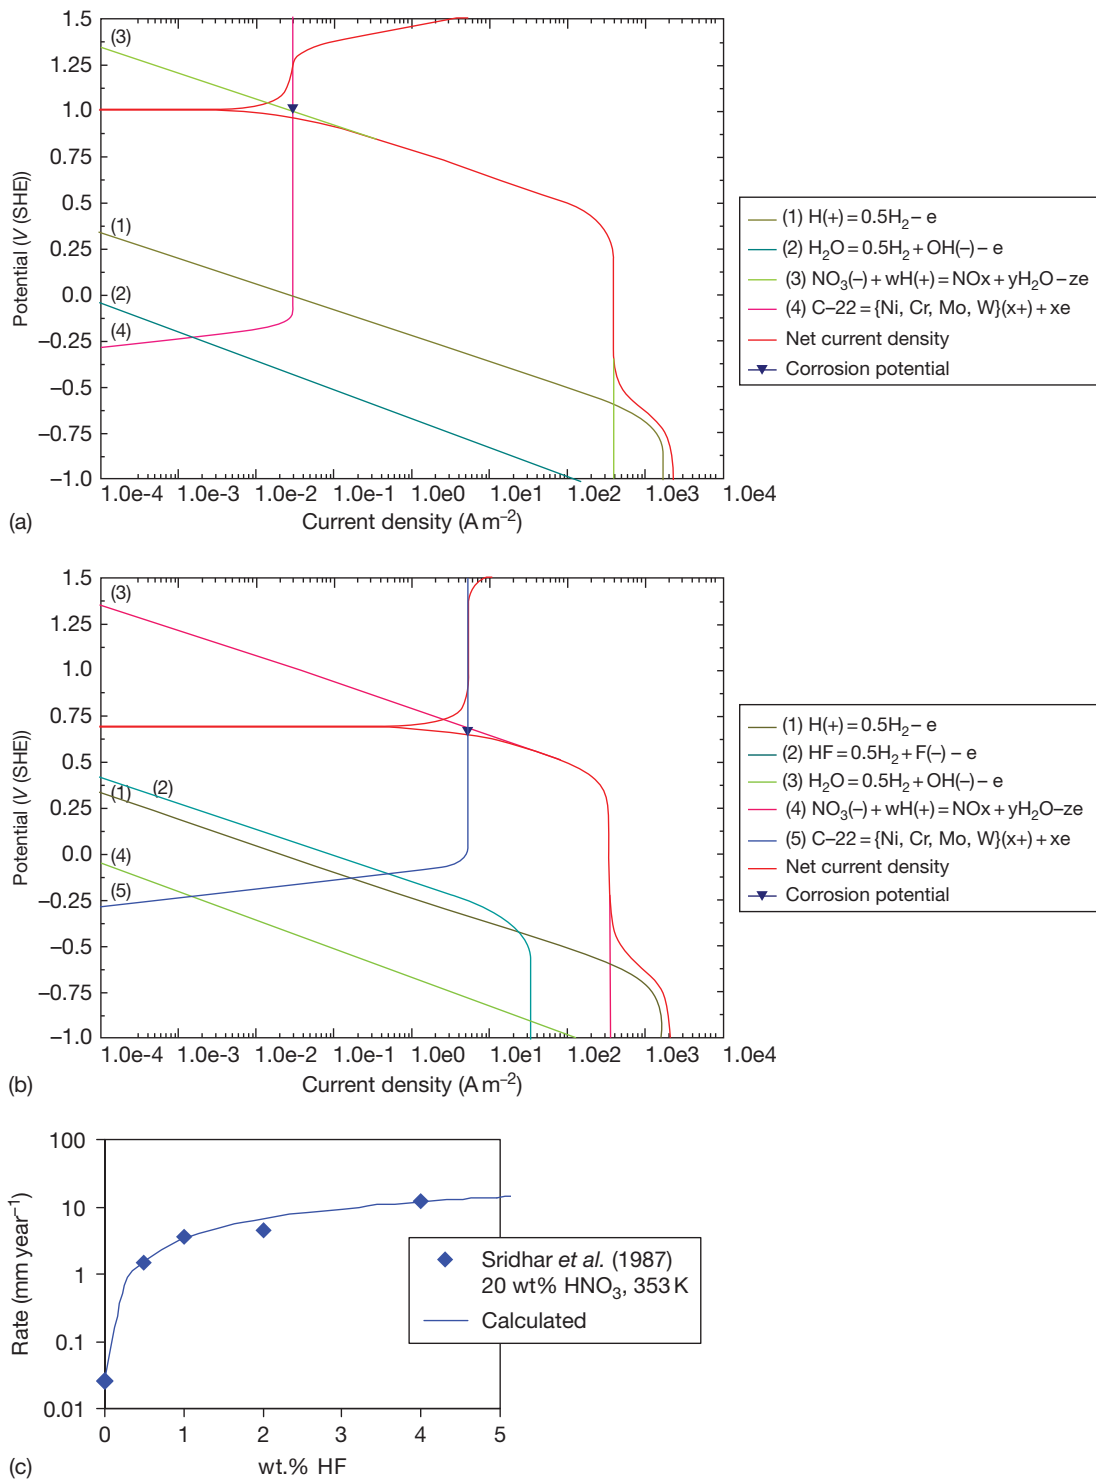 1.5
1.25
1.0
0.75
0.5
0.25
0.0
−0.25
−0.5
−0.75
−1.0
Potential (V (SHE))
(3)
(1)
(2)
(4)
1.0e-4 1.0e-3 1.0e-2 1.0e-1 1.0e0 1.0e1 1.0e2 1.0e3 1.0e4
Current density (A m⁻²)
(a)
(1) H(+) = 0.5H₂ − e
(2) H₂O = 0.5H₂ + OH(−) − e
(3) NO₃(−) + wH(+) = NOx + yH₂O − ze
(4) C−22 = {Ni, Cr, Mo, W}(x+) + xe
Net current density
Corrosion potential
1.5
1.25
1.0
0.75
0.5
0.25
0.0
−0.25
−0.5
−0.75
−1.0
Potential (V (SHE))
(3)
(2)
(1)
(4)
(5)
1.0e-4 1.0e-3 1.0e-2 1.0e-1 1.0e0 1.0e1 1.0e2 1.0e3 1.0e4
Current density (A m⁻²)
(b)
(1) H(+) = 0.5H₂ − e
(2) HF = 0.5H₂ + F(−) − e
(3) H₂O = 0.5H₂ + OH(−) − e
(4) NO₃(−) + wH(+) = NOx + yH₂O−ze
(5) C−22 = {Ni, Cr, Mo, W}(x+) + xe
Net current density
Corrosion potential
100
10
1
0.1
0.01
Rate (mm year⁻¹)
0 1 2 3 4 5
wt.% HF
(c)
Sridhar et al. (1987)
20 wt% HNO₃, 353 K
Calculated